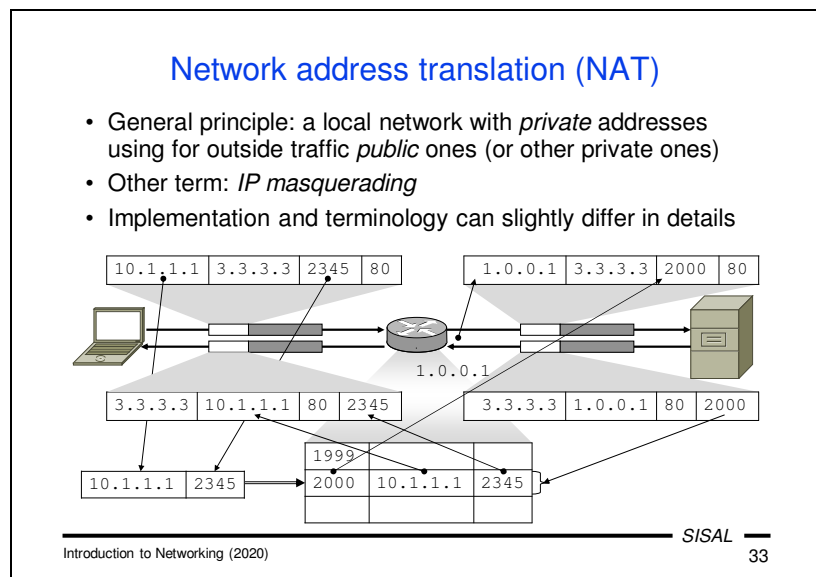 Network address translation (NAT)
• General principle: a local network with private addresses
using for outside traffic public ones (or other private ones)
• Other term: IP masquerading
• Implementation and terminology can slightly differ in details
10.1.1.1 3.3.3.3 2345 80
1.0.0.1 3.3.3.3 2000 80
1.0.0.1
3.3.3.3 10.1.1.1 80 2345
3.3.3.3 1.0.0.1 80 2000
1999
10.1.1.1 2345
2000 10.1.1.1 2345
SISAL
Introduction to Networking (2020)
33